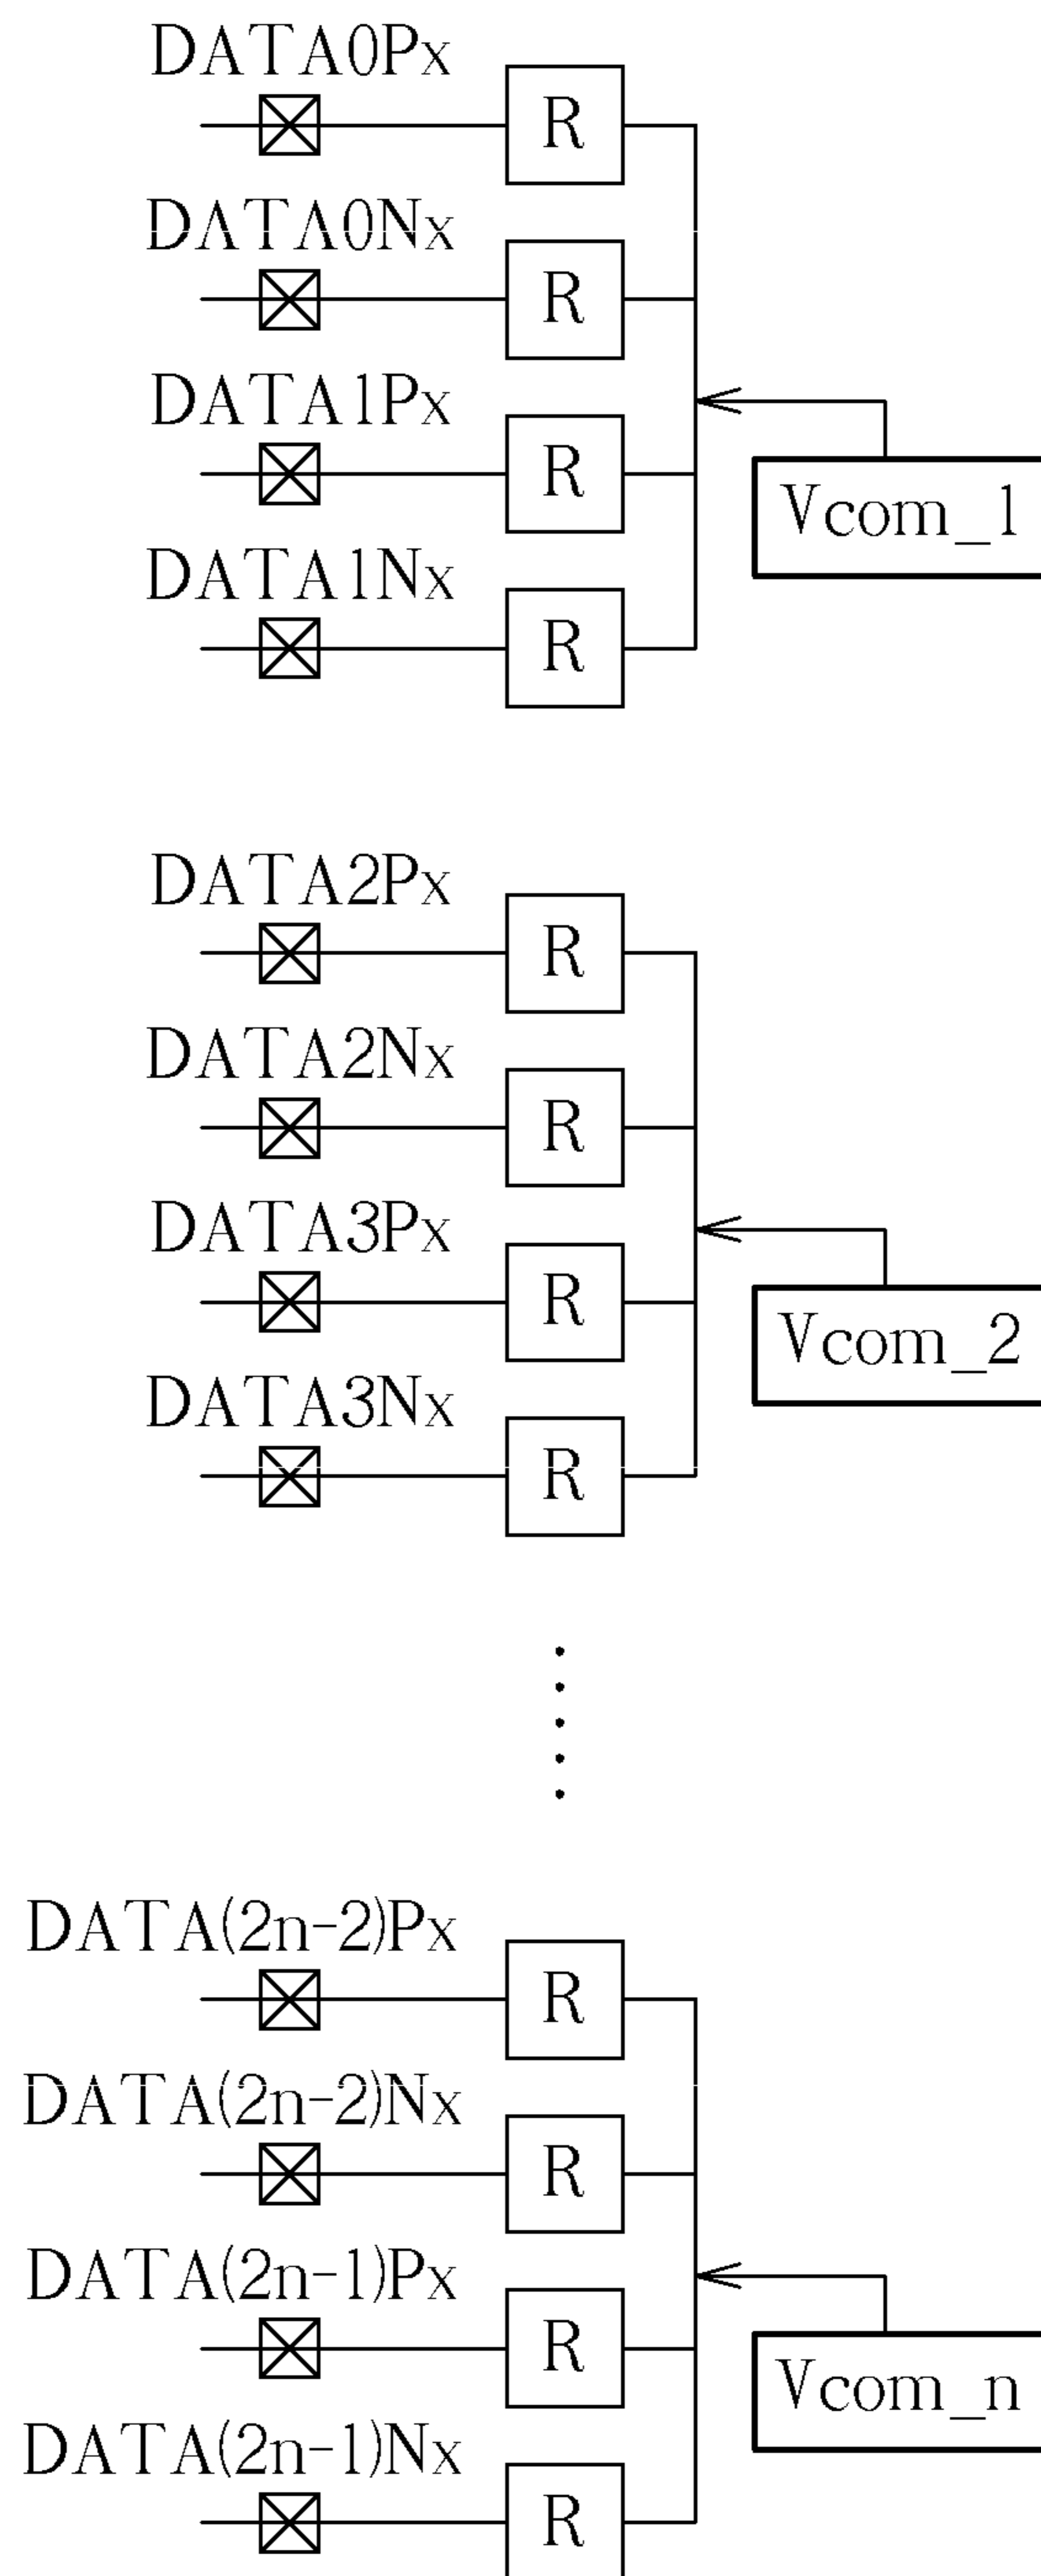 DATA0Px
R
DATA0Nx
R
DATA1Px
R
Vcom_1
DATA1Nx
R
DATA2Px
R
DATA2Nx
R
DATA3Px
R
Vcom_2
DATA3Nx
R
DATA(2n-2)Px
R
DATA(2n-2)Nx
R
DATA(2n-1)Px
R
Vcom_n
DATA(2n-1)Nx
R